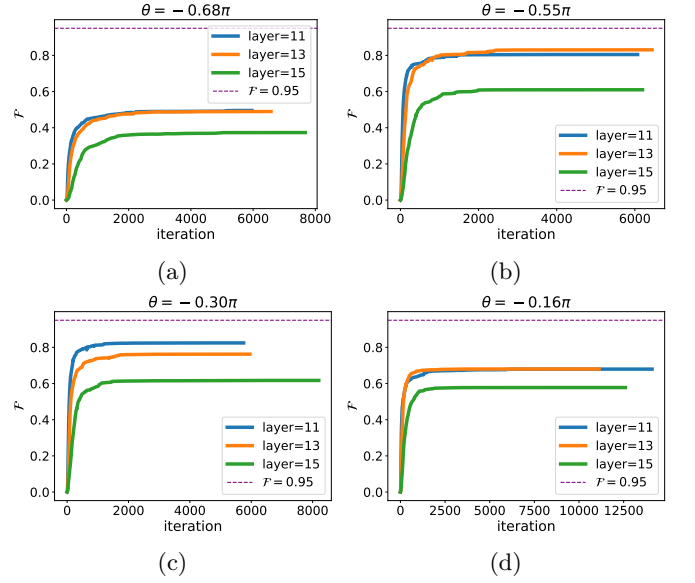 θ = −0.68π
ℱ
0.8
0.6
0.4
0.2
0.0
layer=11
layer=13
layer=15
ℱ = 0.95
0 2000 4000 6000 8000
iteration
(a)
θ = −0.55π
ℱ
0.8
0.6
0.4
0.2
0.0
layer=11
layer=13
layer=15
ℱ = 0.95
0 2000 4000 6000
iteration
(b)
θ = −0.30π
ℱ
0.8
0.6
0.4
0.2
0.0
layer=11
layer=13
layer=15
ℱ = 0.95
0 2000 4000 6000 8000
iteration
(c)
θ = −0.16π
ℱ
0.8
0.6
0.4
0.2
0.0
layer=11
layer=13
layer=15
ℱ = 0.95
0 2500 5000 7500 10000 12500
iteration
(d)